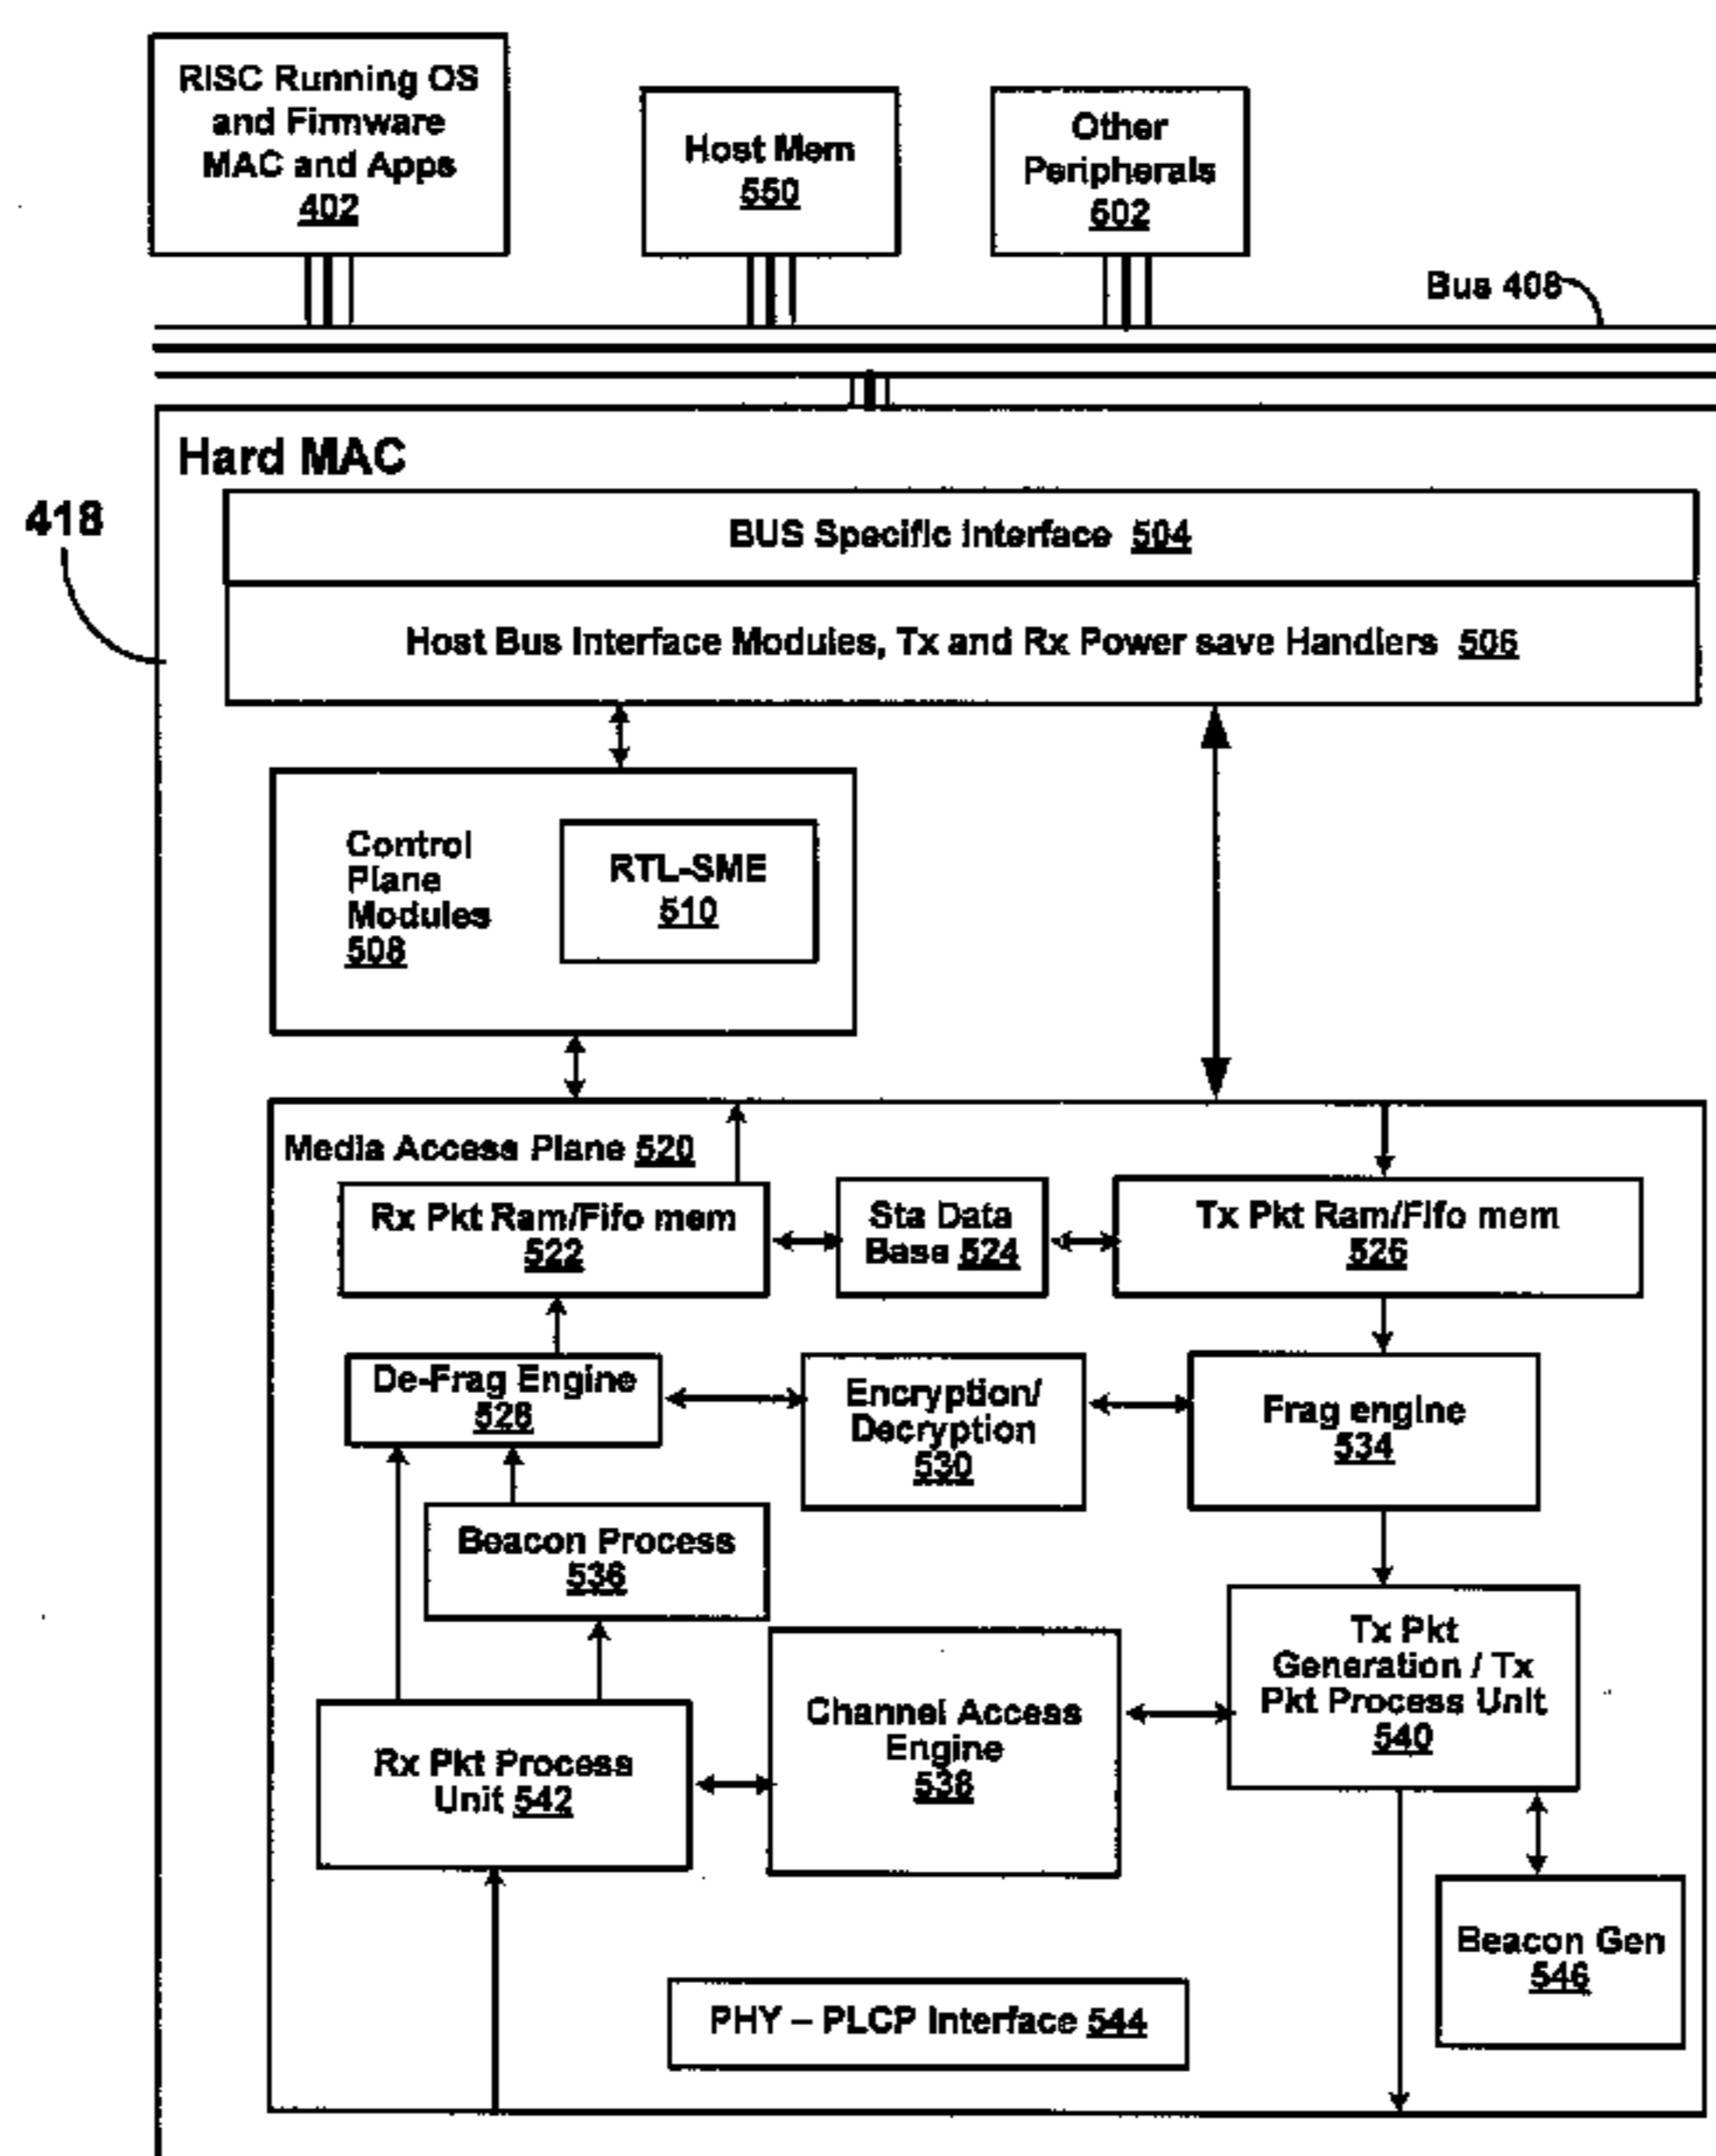 RISC Running OS
and Firmware
MAC and Apps
402
Host Mem
550
Other
Peripherals
502
Bus 408
Hard MAC
418
BUS Specific Interface 504
Host Bus Interface Modules, Tx and Rx Power save Handlers 506
Control
Plane
Modules
508
RTL-SME
510
Media Access Plane 520
Rx Pkt Ram/Fifo mem
522
Sta Data
Base 524
Tx Pkt Ram/Fifo mem
526
De-Frag Engine
528
Encryption/
Decryption
530
Frag engine
534
Beacon Process
536
Channel Access
Engine
538
Tx Pkt
Generation / Tx
Pkt Process Unit
540
Rx Pkt Process
Unit 542
Beacon Gen
546
PHY – PLCP Interface 544